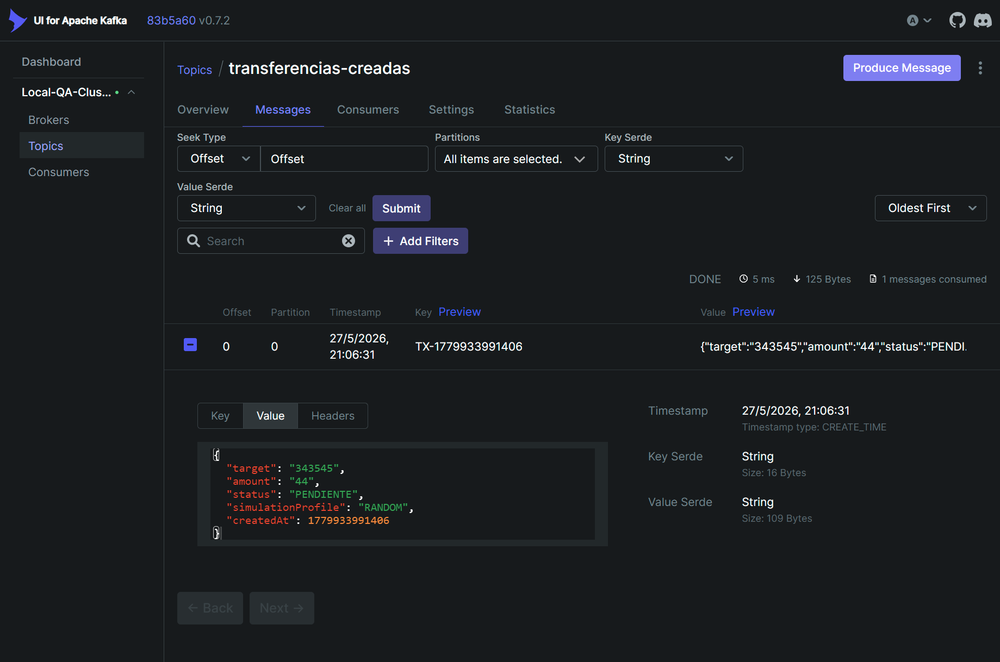 UI for Apache Kafka 83b5a60 v0.7.2
A
Dashboard
Local-QA-Clus...
Brokers
Topics
Consumers
Topics / transferencias-creadas
Produce Message
Overview Messages Consumers Settings Statistics
Seek Type Partitions Key Serde
Offset Offset All items are selected. String
Value Serde
String Clear all Submit Oldest First
Search + Add Filters
DONE 5 ms 125 Bytes 1 messages consumed
Offset Partition Timestamp Key Preview Value Preview
0 0 27/5/2026, 21:06:31 TX-1779933991406 {"target":"343545","amount":"44","status":"PENDI.
Key Value Headers
{
"target": "343545",
"amount": "44",
"status": "PENDIENTE",
"simulationProfile": "RANDOM",
"createdAt": 1779933991406
}
Timestamp 27/5/2026, 21:06:31
Timestamp type: CREATE_TIME
Key Serde String
Size: 16 Bytes
Value Serde String
Size: 109 Bytes
← Back Next →